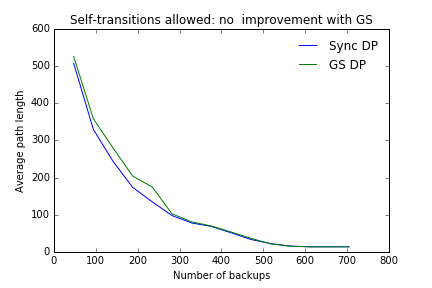 Self-transitions allowed: no  improvement with GS
Sync DP
GS DP
600
500
400
300
200
100
0
Average path length
0 100 200 300 400 500 600 700 800
Number of backups